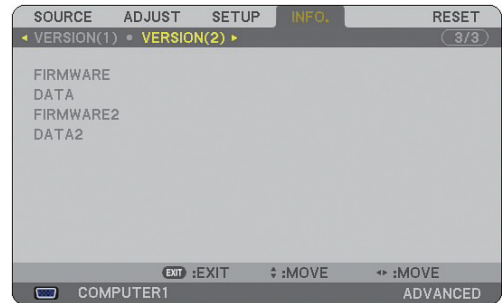 SOURCE ADJUST SETUP INFO. RESET
◂ VERSION(1) • VERSION(2) ▸ 3/3
FIRMWARE
DATA
FIRMWARE2
DATA2
EXIT :EXIT :MOVE :MOVE
COMPUTER1 ADVANCED